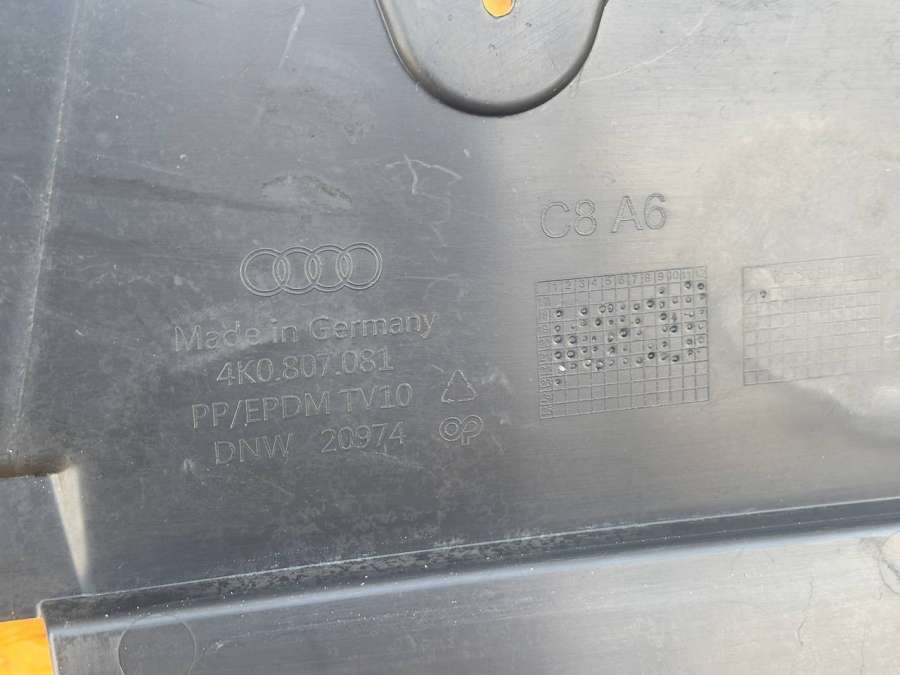 C8 A6
Made in Germany
4K0.807.081
PP/EPDM TV10
DNW 20974